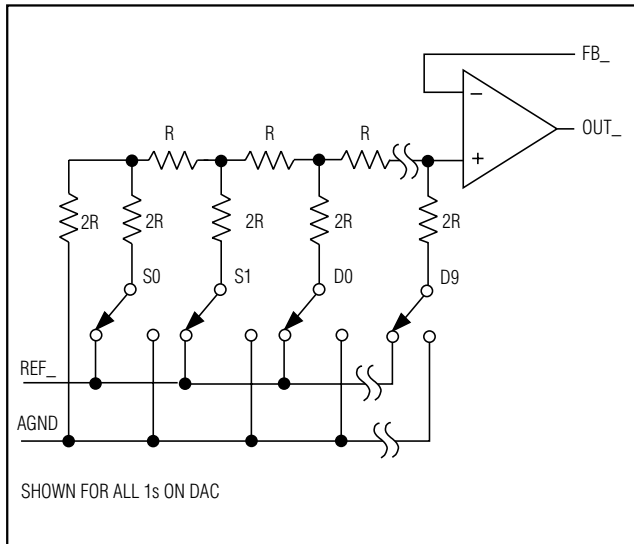 FB_
OUT_
−
+
R R R
2R 2R 2R 2R 2R
S0 S1 D0 D9
REF_
AGND
SHOWN FOR ALL 1s ON DAC